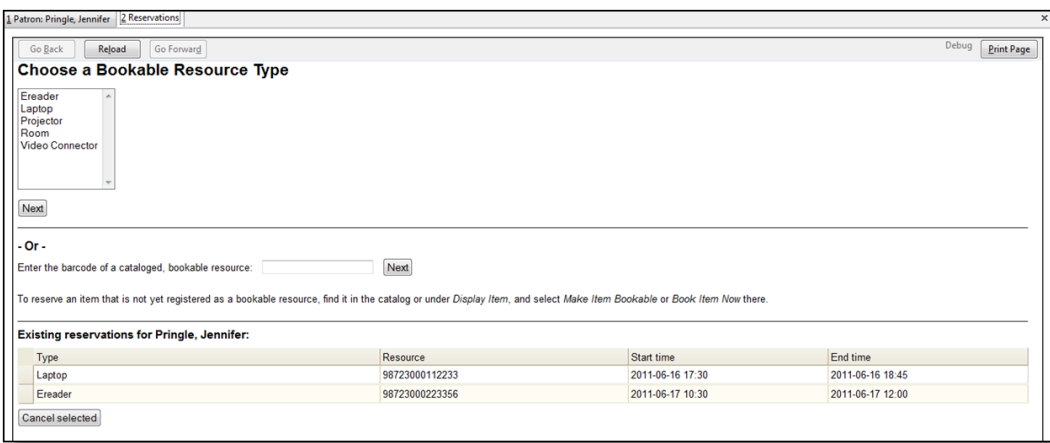 1 Patron: Pringle, Jennifer 2 Reservations x
Go Back Reload Go Forward Debug Print Page
Choose a Bookable Resource Type
Ereader
Laptop
Projector
Room
Video Connector
Next
- Or -
Enter the barcode of a cataloged, bookable resource: Next
To reserve an item that is not yet registered as a bookable resource, find it in the catalog or under Display Item, and select Make Item Bookable or Book Item Now there.
Existing reservations for Pringle, Jennifer:
Type Resource Start time End time
Laptop 98723000112233 2011-06-16 17:30 2011-06-16 18:45
Ereader 98723000223356 2011-06-17 10:30 2011-06-17 12:00
Cancel selected